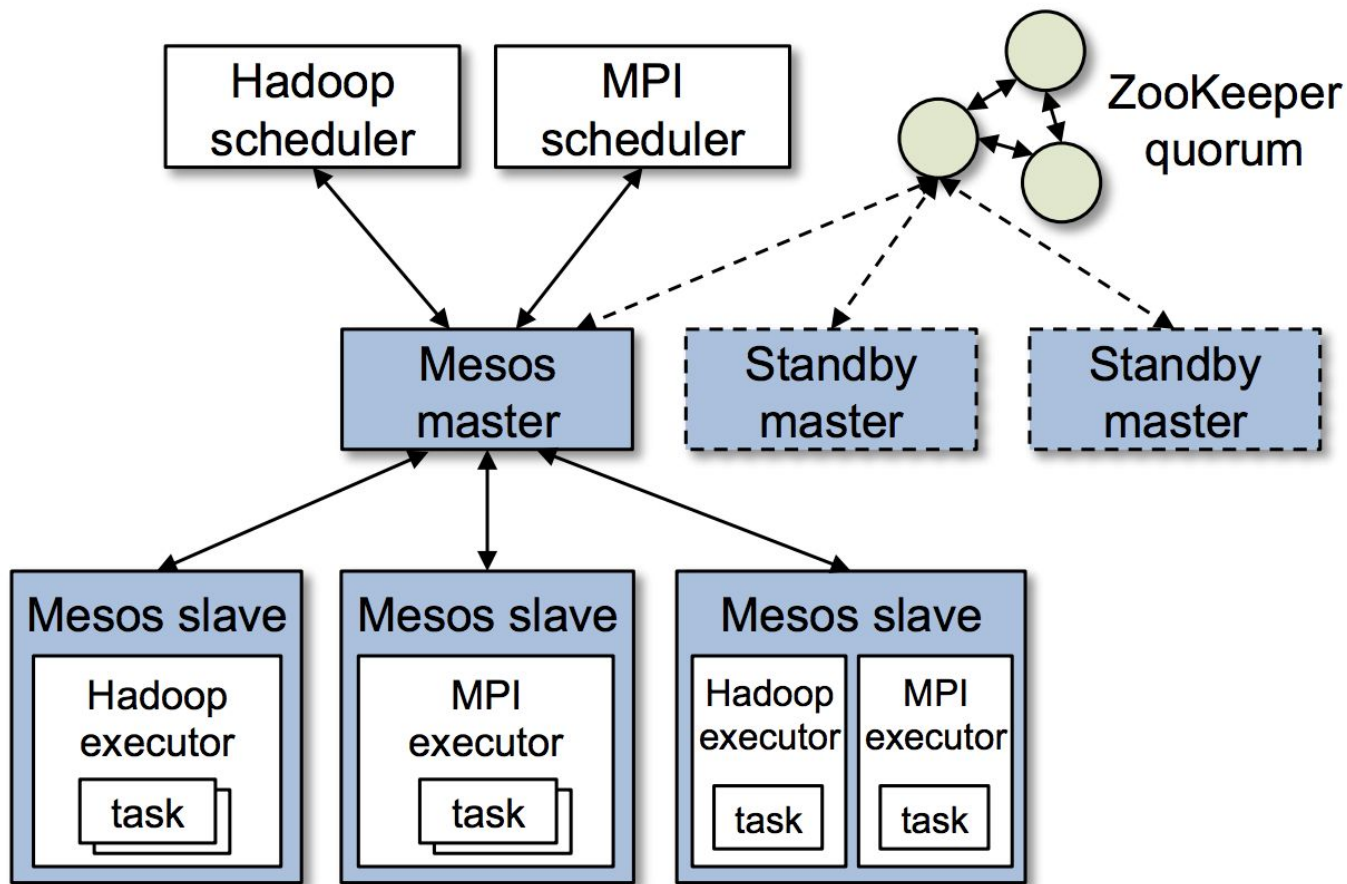 Hadoop
scheduler
MPI
scheduler
ZooKeeper
quorum
Mesos
master
Standby
master
Standby
master
Mesos slave
Hadoop
executor
task
Mesos slave
MPI
executor
task
Mesos slave
Hadoop
executor
task
MPI
executor
task